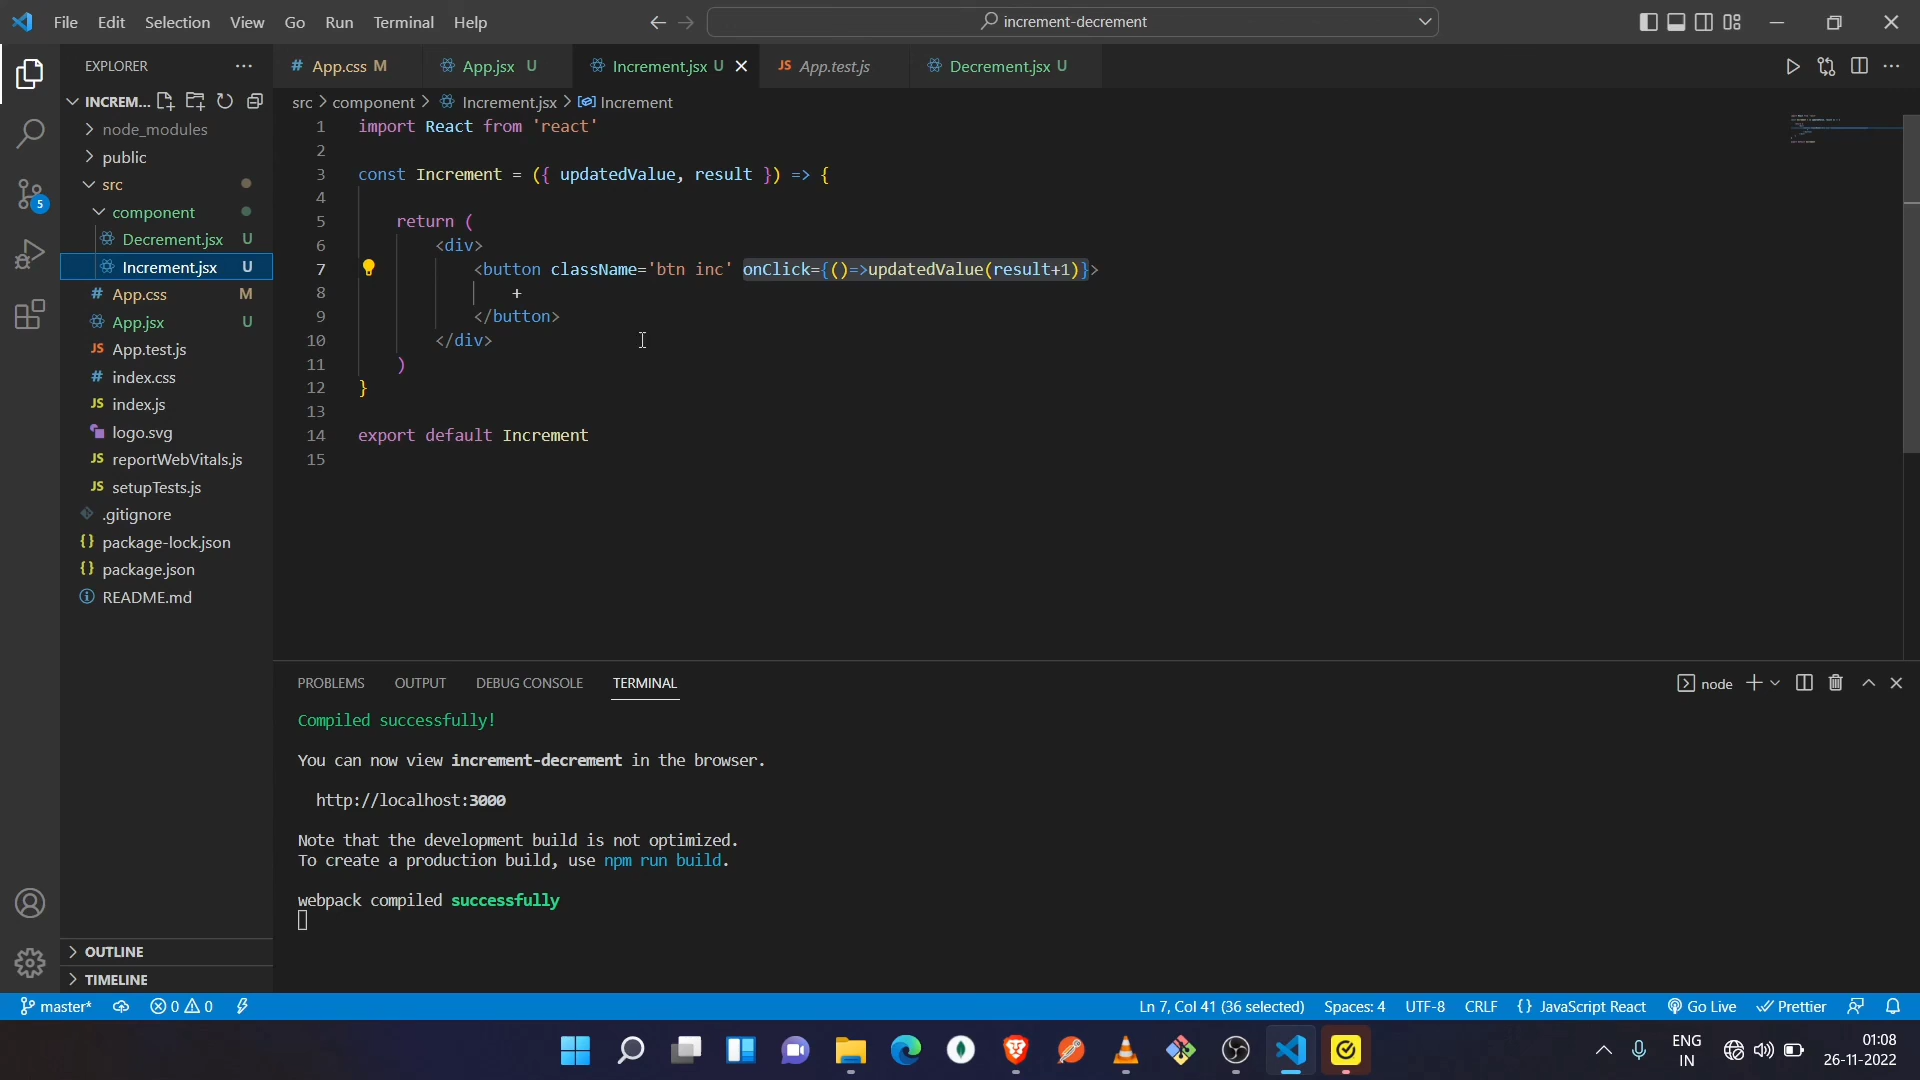 File Edit Selection View Go Run Terminal Help
increment-decrement
EXPLORER
# App.css M
App.jsx U
Increment.jsx U
JS App.test.js
Decrement.jsx U
INCREM...
src > component > Increment.jsx > Increment
node_modules
public
src
component
Decrement.jsx U
Increment.jsx U
# App.css M
App.jsx U
JS App.test.js
# index.css
JS index.js
logo.svg
JS reportWebVitals.js
JS setupTests.js
.gitignore
{} package-lock.json
{} package.json
README.md
OUTLINE
TIMELINE
5
1 import React from 'react'
2
3 const Increment = ({ updatedValue, result }) => {
4
5 return (
6 <div>
7 <button className='btn inc' onClick={()=>updatedValue(result+1)}>
8 +
9 </button>
10 </div>
11 )
12 }
13
14 export default Increment
15
PROBLEMS OUTPUT DEBUG CONSOLE TERMINAL
node
Compiled successfully!
You can now view increment-decrement in the browser.
http://localhost:3000
Note that the development build is not optimized.
To create a production build, use npm run build.
webpack compiled successfully
master* 0 0
Ln 7, Col 41 (36 selected) Spaces: 4 UTF-8 CRLF {} JavaScript React Go Live Prettier
ENG
IN
01:08
26-11-2022